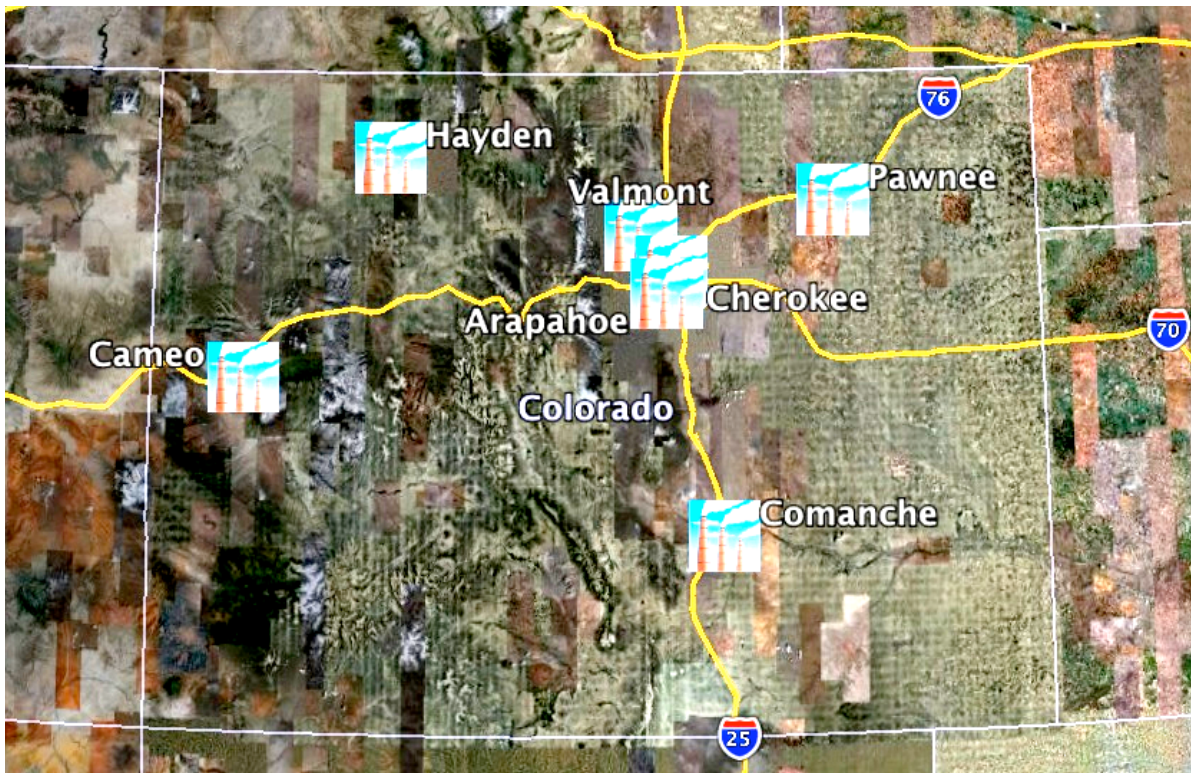 76
Hayden
Valmont
Pawnee
Cherokee
Arapahoe
70
Cameo
Colorado
Comanche
25